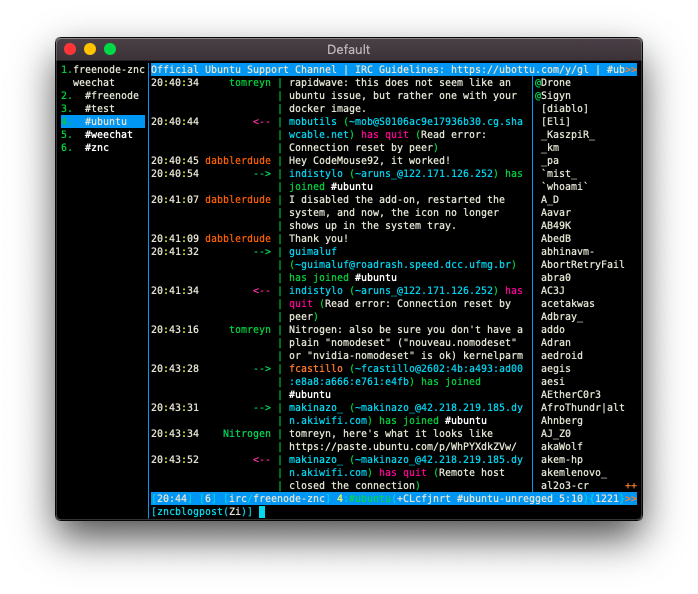 Default
1.freenode-znc
weechat
2. #freenode
3. #test
#ubuntu
5. #weechat
6. #znc
Official Ubuntu Support Channel | IRC Guidelines: https://ubottu.com/y/gl | #ub>>
20:40:34 tomreyn | rapidwave: this does not seem like an
| ubuntu issue, but rather one with your
| docker image.
20:40:44 <-- | mobutils (~mob@S0106ac9e17936b30.cg.sha
| wcable.net) has quit (Read error:
| Connection reset by peer)
20:40:45 dabblerdude | Hey CodeMouse92, it worked!
20:40:54 --> | indistylo (~aruns_@122.171.126.252) has
| joined #ubuntu
20:41:07 dabblerdude | I disabled the add-on, restarted the
| system, and now, the icon no longer
| shows up in the system tray.
20:41:09 dabblerdude | Thank you!
20:41:32 --> | guimaluf
| (~guimaluf@roadrash.speed.dcc.ufmg.br)
| has joined #ubuntu
20:41:34 <-- | indistylo (~aruns_@122.171.126.252) has
| quit (Read error: Connection reset by
| peer)
20:43:16 tomreyn | Nitrogen: also be sure you don't have a
| plain "nomodeset" ("nouveau.nomodeset"
| or "nvidia-nomodeset" is ok) kernelparm
20:43:28 --> | fcastillo (~fcastillo@2602:4b:a493:ad00
| :e8a8:a666:e761:e4fb) has joined
| #ubuntu
20:43:31 --> | makinazo_ (~makinazo_@42.218.219.185.dy
| n.akiwifi.com) has joined #ubuntu
20:43:34 Nitrogen | tomreyn, here's what it looks like
| https://paste.ubuntu.com/p/WhPYXdkZVw/
20:43:52 <-- | makinazo_ (~makinazo_@42.218.219.185.dy
| n.akiwifi.com) has quit (Remote host
| closed the connection)
@Drone
@Sigyn
[diablo]
[Eli]
_KaszpiR_
_km
_pa
`mist_
`whoami`
A_D
Aavar
AB49K
AbedB
abhinavm-
AbortRetryFail
abra0
AC3J
acetakwas
Adbray_
addo
Adran
aedroid
aegis
aesi
AEtherC0r3
AfroThundr|alt
Ahnberg
AJ_Z0
akaWolf
akem-hp
akemlenovo_
al2o3-cr ++
[20:44] [6] [irc/freenode-znc] 4:#ubuntu(+CLcfjnrt #ubuntu-unregged 5:10){1221}>>
[zncblogpost(Zi)]